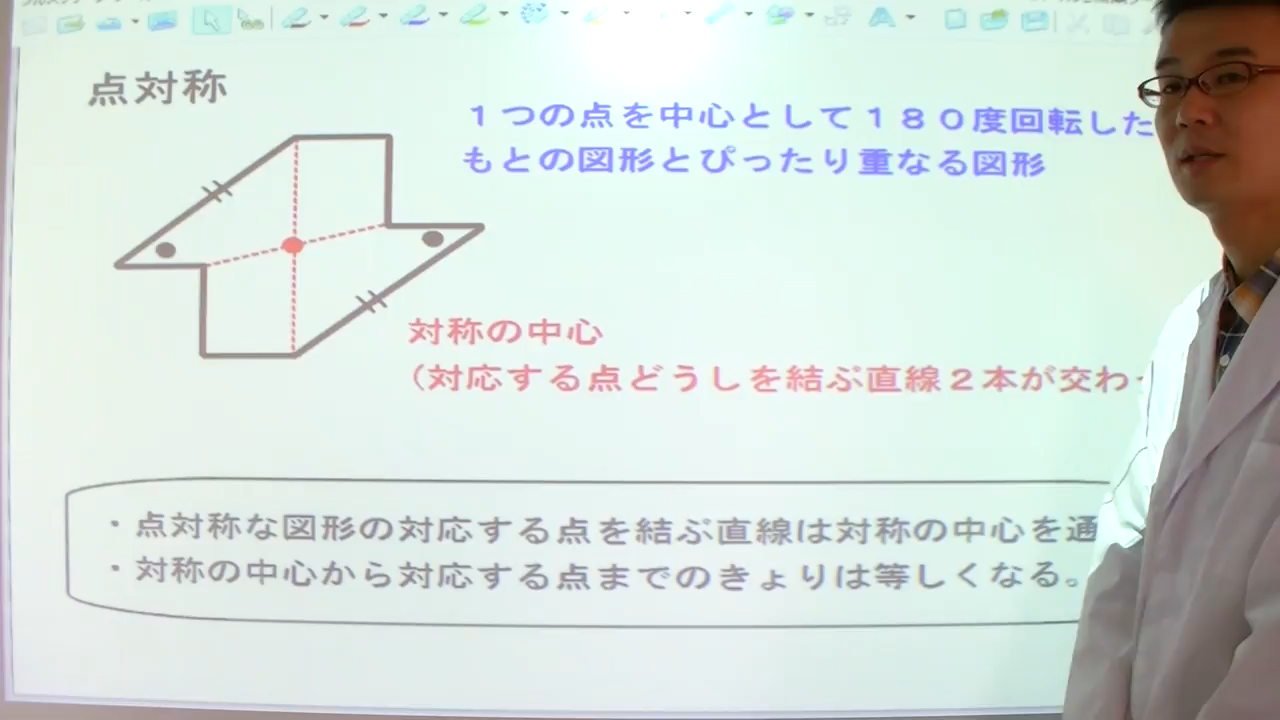 点対称
１つの点を中心として１８０度回転した
もとの図形とぴったり重なる図形
対称の中心
（対応する点どうしを結ぶ直線２本が交わ
・点対称な図形の対応する点を結ぶ直線は対称の中心を通
・対称の中心から対応する点までのきょりは等しくなる。